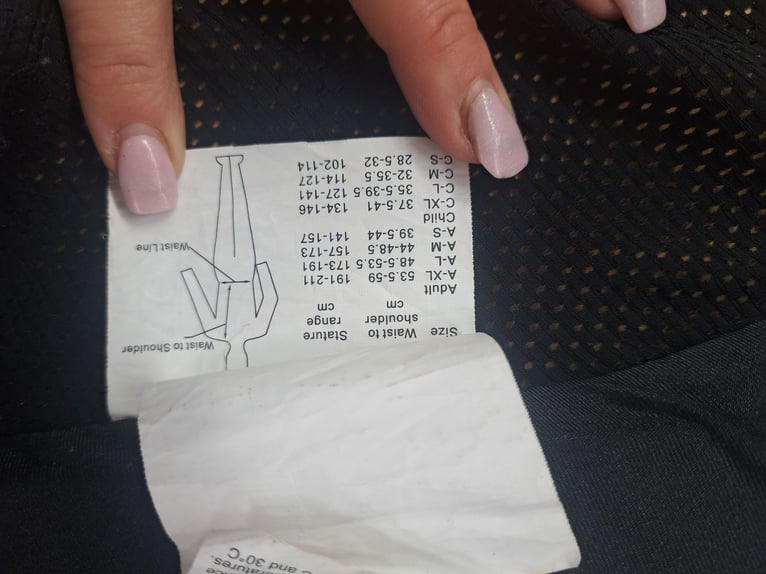 Size Waist to shoulder cm Stature range cm
Adult
A-XL 53.5-59 191-211
A-L 48.5-53.5 173-191
A-M 44-48.5 157-173
A-S 39.5-44 141-157
Child
C-XL 37.5-41 134-146
C-L 35.5-39.5 127-141
C-M 32-35.5 114-127
C-S 28.5-32 102-114
Waist to Shoulder
Waist Line
and 30°C